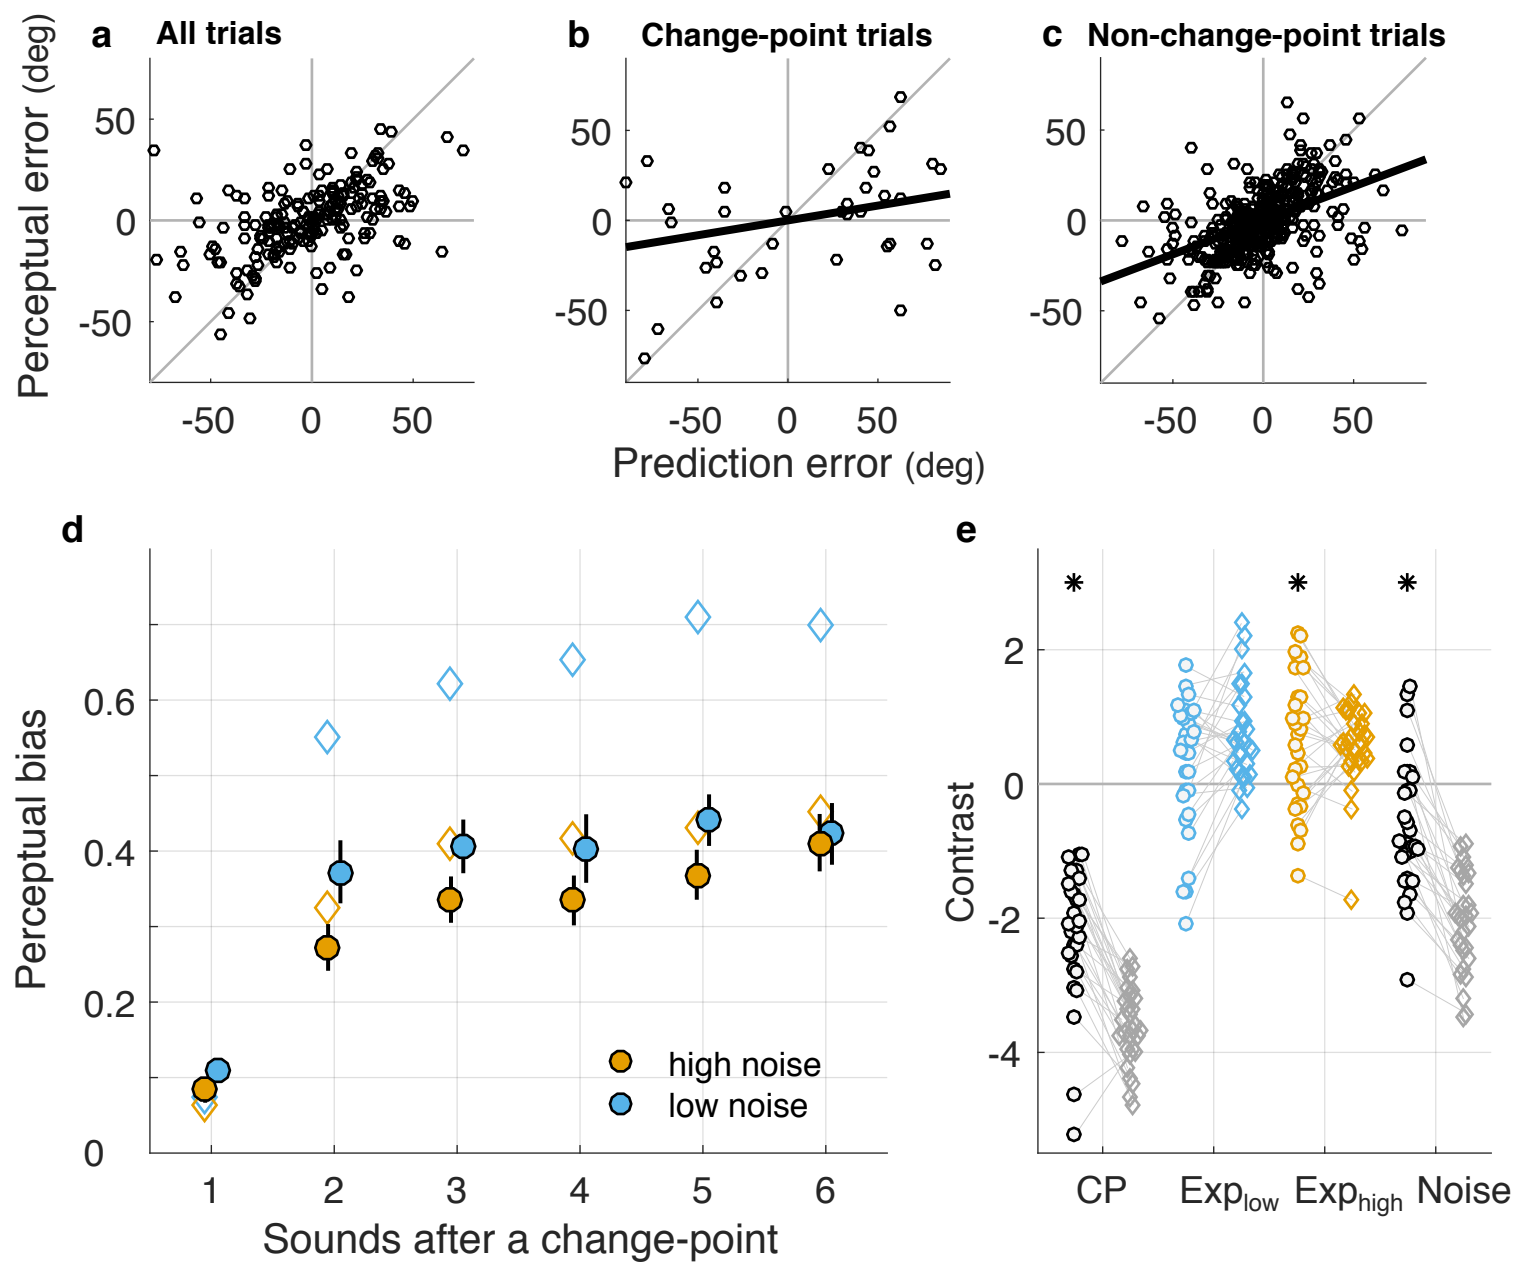 a All trials
b Change-point trials
c Non-change-point trials
Perceptual error (deg)
50
0
-50
-50 0 50
50
0
-50
-50 0 50
50
0
-50
-50 0 50
Prediction error (deg)
d
Perceptual bias
0.6
0.4
0.2
0
high noise
low noise
1 2 3 4 5 6
Sounds after a change-point
e
Contrast
* * *
2
0
-2
-4
CP Exp_low Exp_high Noise